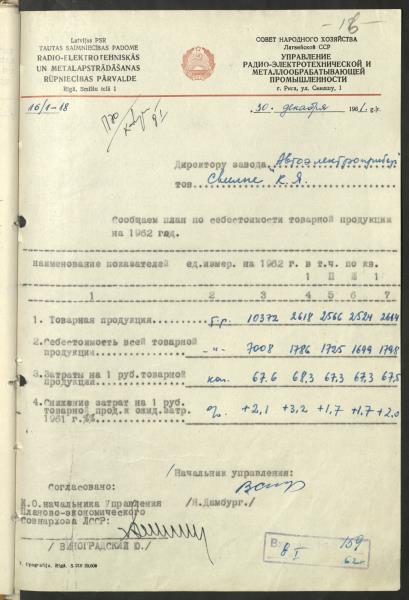 -18-
Latvijas PSR
TAUTAS SAIMNIECĪBAS PADOME
RADIO-ELEKTROTEHNISKĀS
UN METALAPSTRĀDĀŠANAS
RŪPNIECĪBAS PĀRVALDE
Rīgā, Smilšu ielā 1
СОВЕТ НАРОДНОГО ХОЗЯЙСТВА
Латвийской ССР
УПРАВЛЕНИЕ
РАДИО-ЭЛЕКТРОТЕХНИЧЕСКОЙ И
МЕТАЛЛООБРАБАТЫВАЮЩЕЙ
ПРОМЫШЛЕННОСТИ
г. Рига, ул. Смилшу, 1
16/1-18
30. декабря 1961 г.
Директору завода "Автоэлектроприбор"
тов. К.Я.
Сообщаем план по себестоимости товарной продукции
на 1962 год.
наименование показателей ед.измер. на 1962 г. в т.ч. по кв.
1 П Ш 1
1 2 3 4 5 6 7
1. Товарная продукция т.р. 10372 2618 2566 2524 2664
2. Себестоимость всей товарной
продукции -"- 7008 1786 1725 1699 1798
3. Затраты на 1 руб.товарной
продукции коп. 67.6 68,3 67.3 67.3 67,5
4. Снижение затрат на 1 руб.
товарной прод.к ожид.затр.
1961 г. % +2,1 +3,2 +1,7 +1,7 +2.0
/Начальник управления:
/Н.Дамбург./
Согласовано:
И.О.начальника Управления
Планово-экономического
Совнархоза ЛССР:
/ ВИНОГРАДСКИЙ Ю./
159
8 I 62 г.